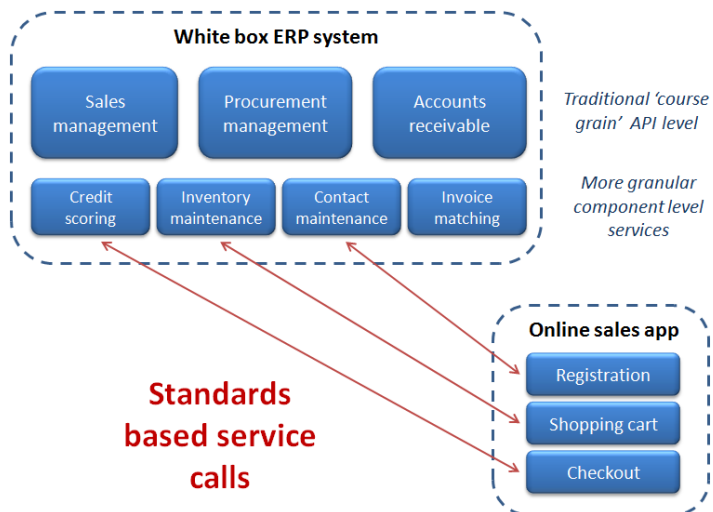 White box ERP system
Sales
management
Procurement
management
Accounts
receivable
Traditional ‘course
grain’ API level
Credit
scoring
Inventory
maintenance
Contact
maintenance
Invoice
matching
More granular
component level
services
Online sales app
Registration
Shopping cart
Checkout
Standards
based service
calls